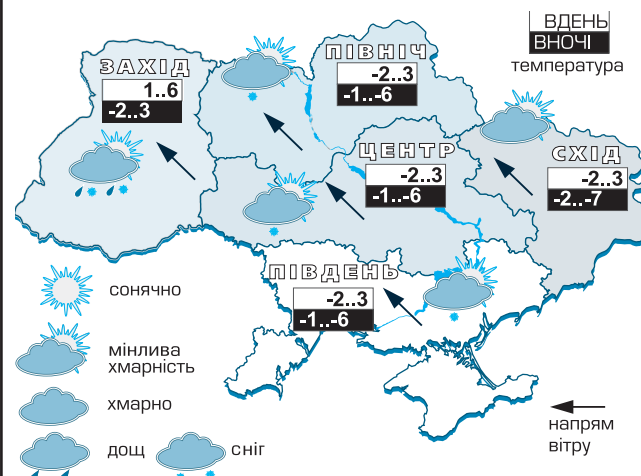 ВДЕНЬ
ВНОЧІ
температура
ЗАХІД
1..6
-2..3
ПІВНІЧ
-2..3
-1..-6
ЦЕНТР
-2..3
-1..-6
СХІД
-2..3
-2..-7
ПІВДЕНЬ
-2..3
-1..-6
сонячно
мінлива
хмарність
хмарно
дощ
сніг
напрям
вітру